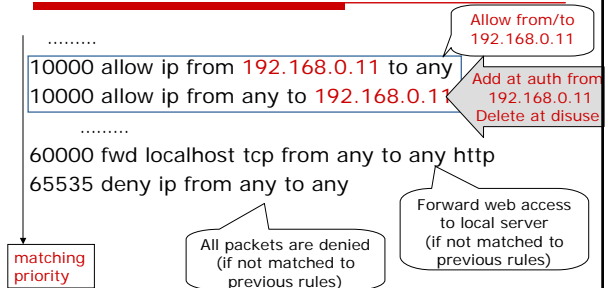 Allow from/to
192.168.0.11
.........
10000 allow ip from 192.168.0.11 to any
10000 allow ip from any to 192.168.0.11
Add at auth from
192.168.0.11
Delete at disuse
.........
60000 fwd localhost tcp from any to any http
65535 deny ip from any to any
Forward web access
to local server
(if not matched to
previous rules)
All packets are denied
(if not matched to
previous rules)
matching
priority